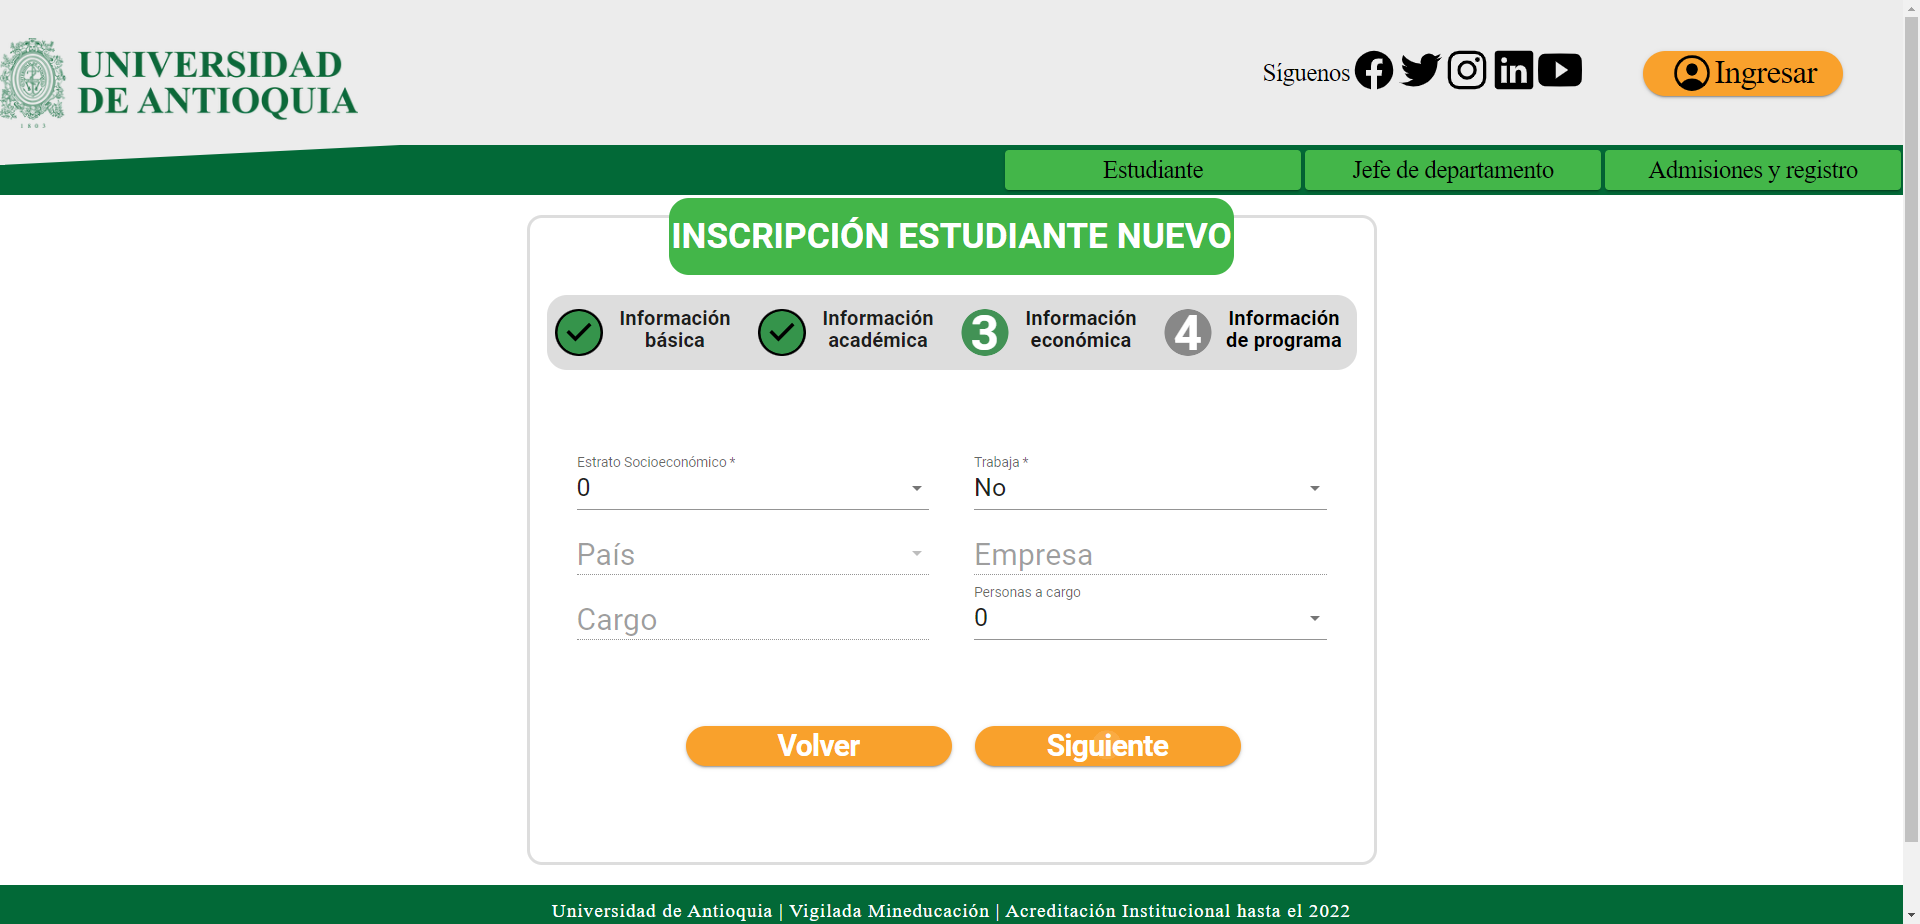 UNIVERSIDAD
DE ANTIOQUIA
1803
Síguenos
Ingresar
Estudiante
Jefe de departamento
Admisiones y registro
INSCRIPCIÓN ESTUDIANTE NUEVO
Información
básica
Información
académica
3
Información
económica
4
Información
de programa
Estrato Socioeconómico *
0
Trabaja *
No
País
Empresa
Cargo
Personas a cargo
0
Volver
Siguiente
Universidad de Antioquia | Vigilada Mineducación | Acreditación Institucional hasta el 2022